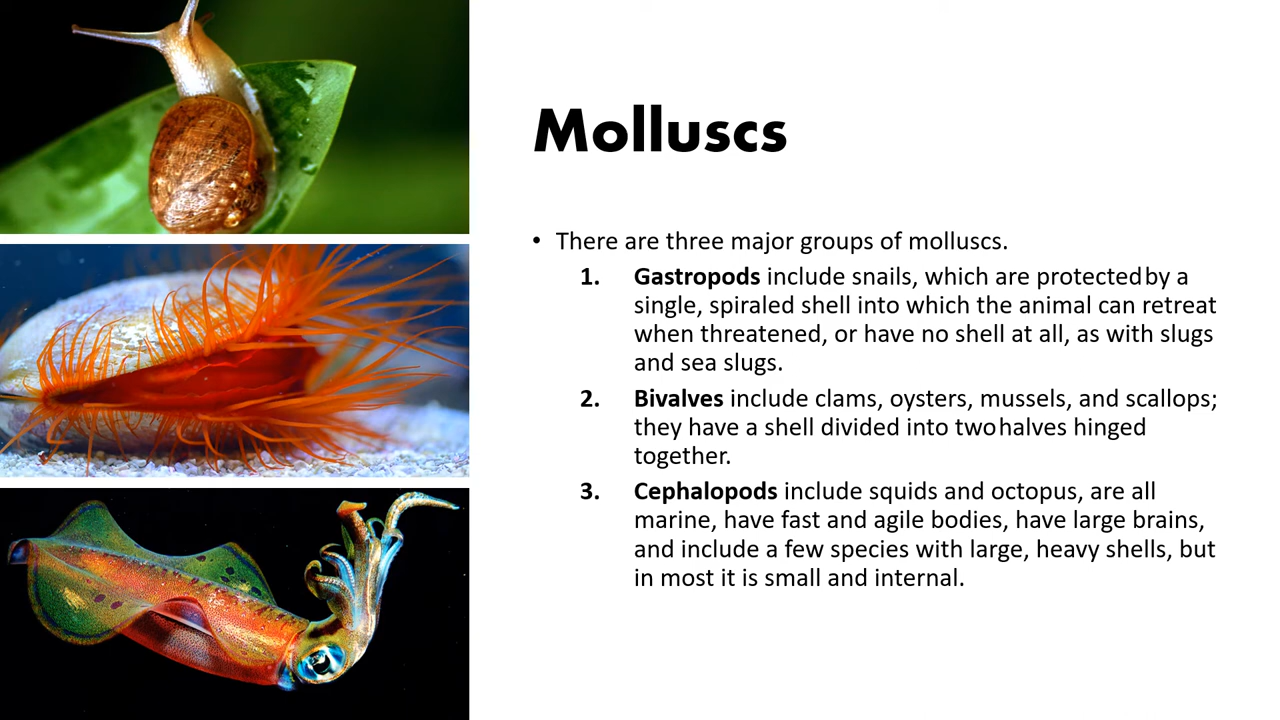 Molluscs
• There are three major groups of molluscs.
1. Gastropods include snails, which are protected by a
single, spiraled shell into which the animal can retreat
when threatened, or have no shell at all, as with slugs
and sea slugs.
2. Bivalves include clams, oysters, mussels, and scallops;
they have a shell divided into two halves hinged
together.
3. Cephalopods include squids and octopus, are all
marine, have fast and agile bodies, have large brains,
and include a few species with large, heavy shells, but
in most it is small and internal.